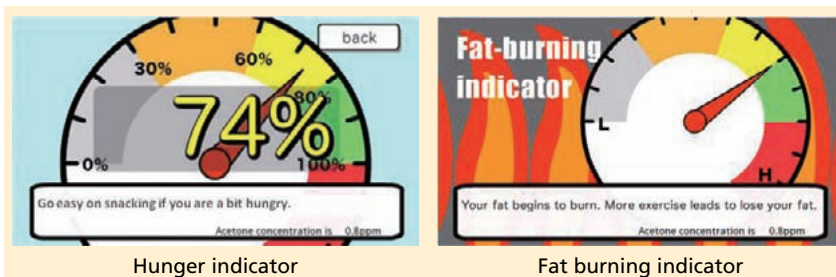 back
30%
60%
80%
74%
0%
100%
Go easy on snacking if you are a bit hungry.
Acetone concentration is 0.8ppm
Hunger indicator
Fat-burning
indicator
L
H
Your fat begins to burn. More exercise leads to lose your fat.
Acetone concentration is 0.8ppm
Fat burning indicator